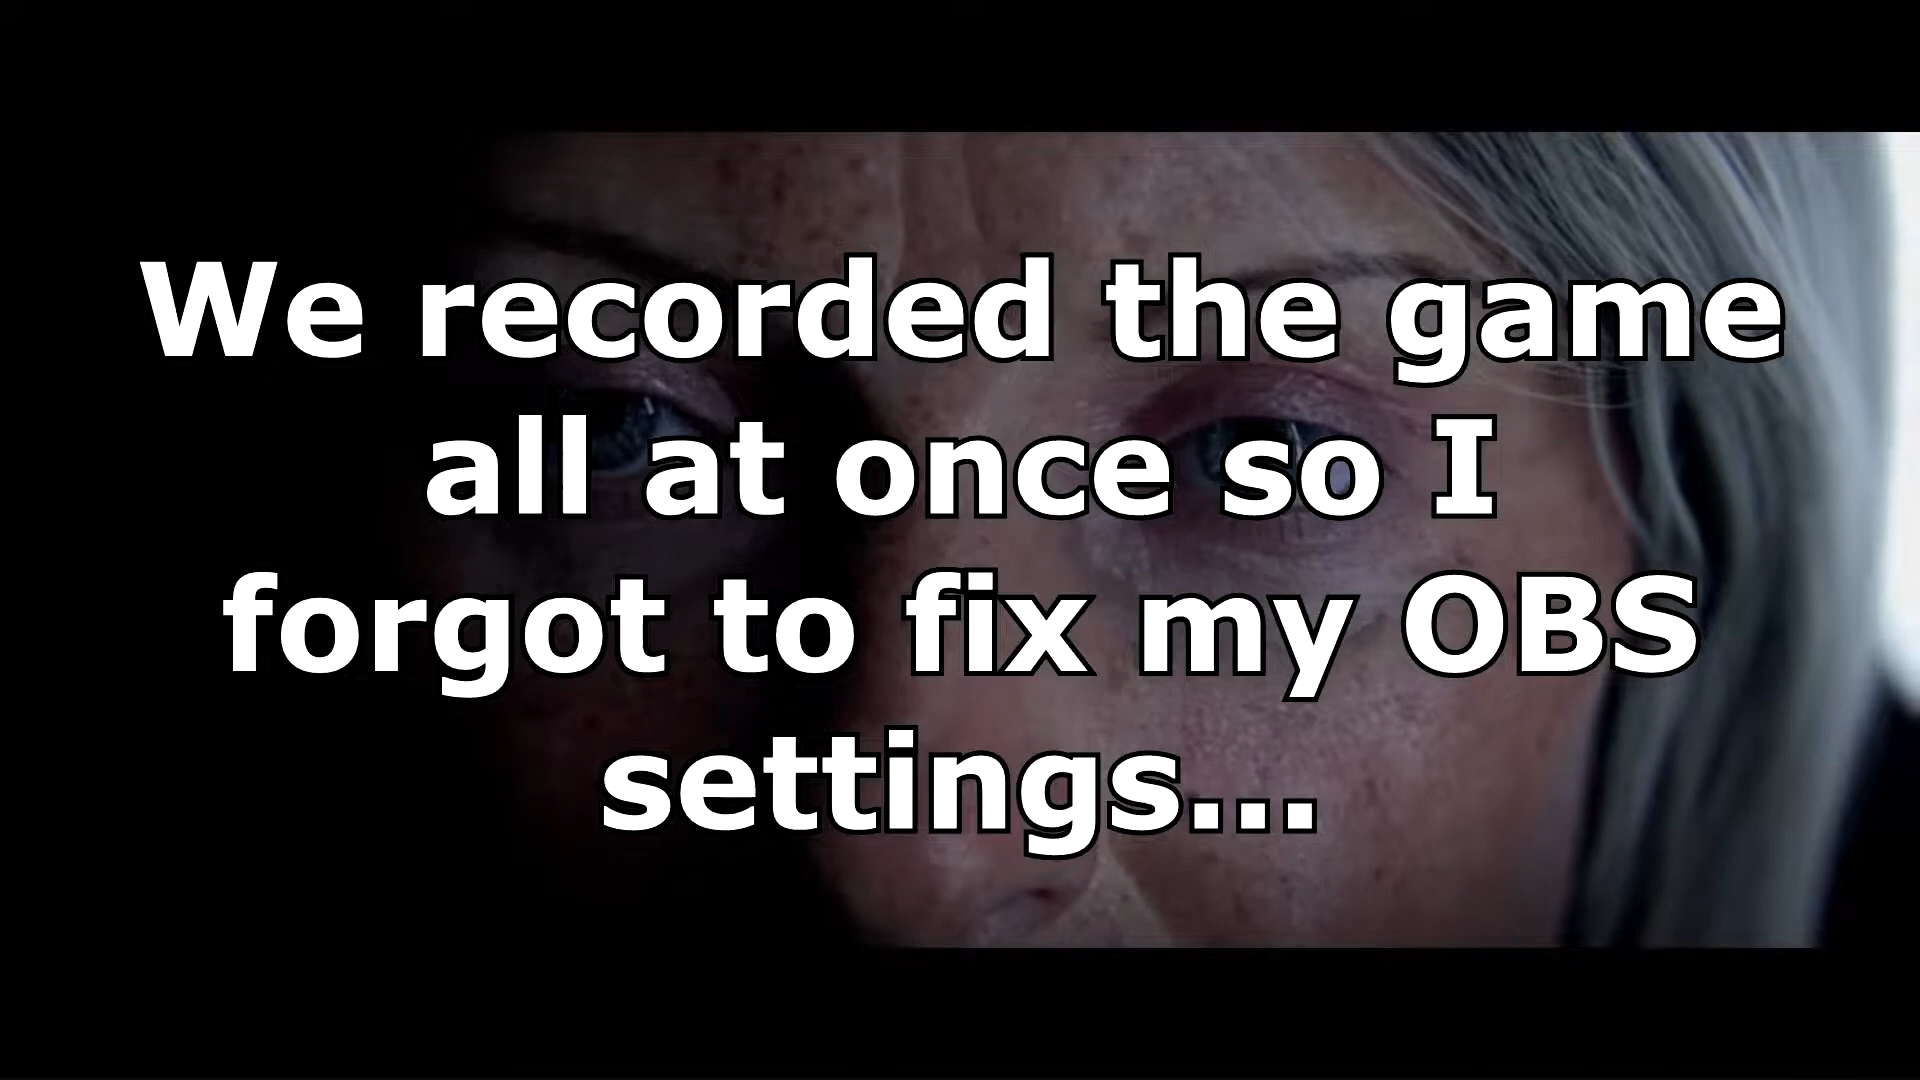 We recorded the game
all at once so I
forgot to fix my OBS
settings...